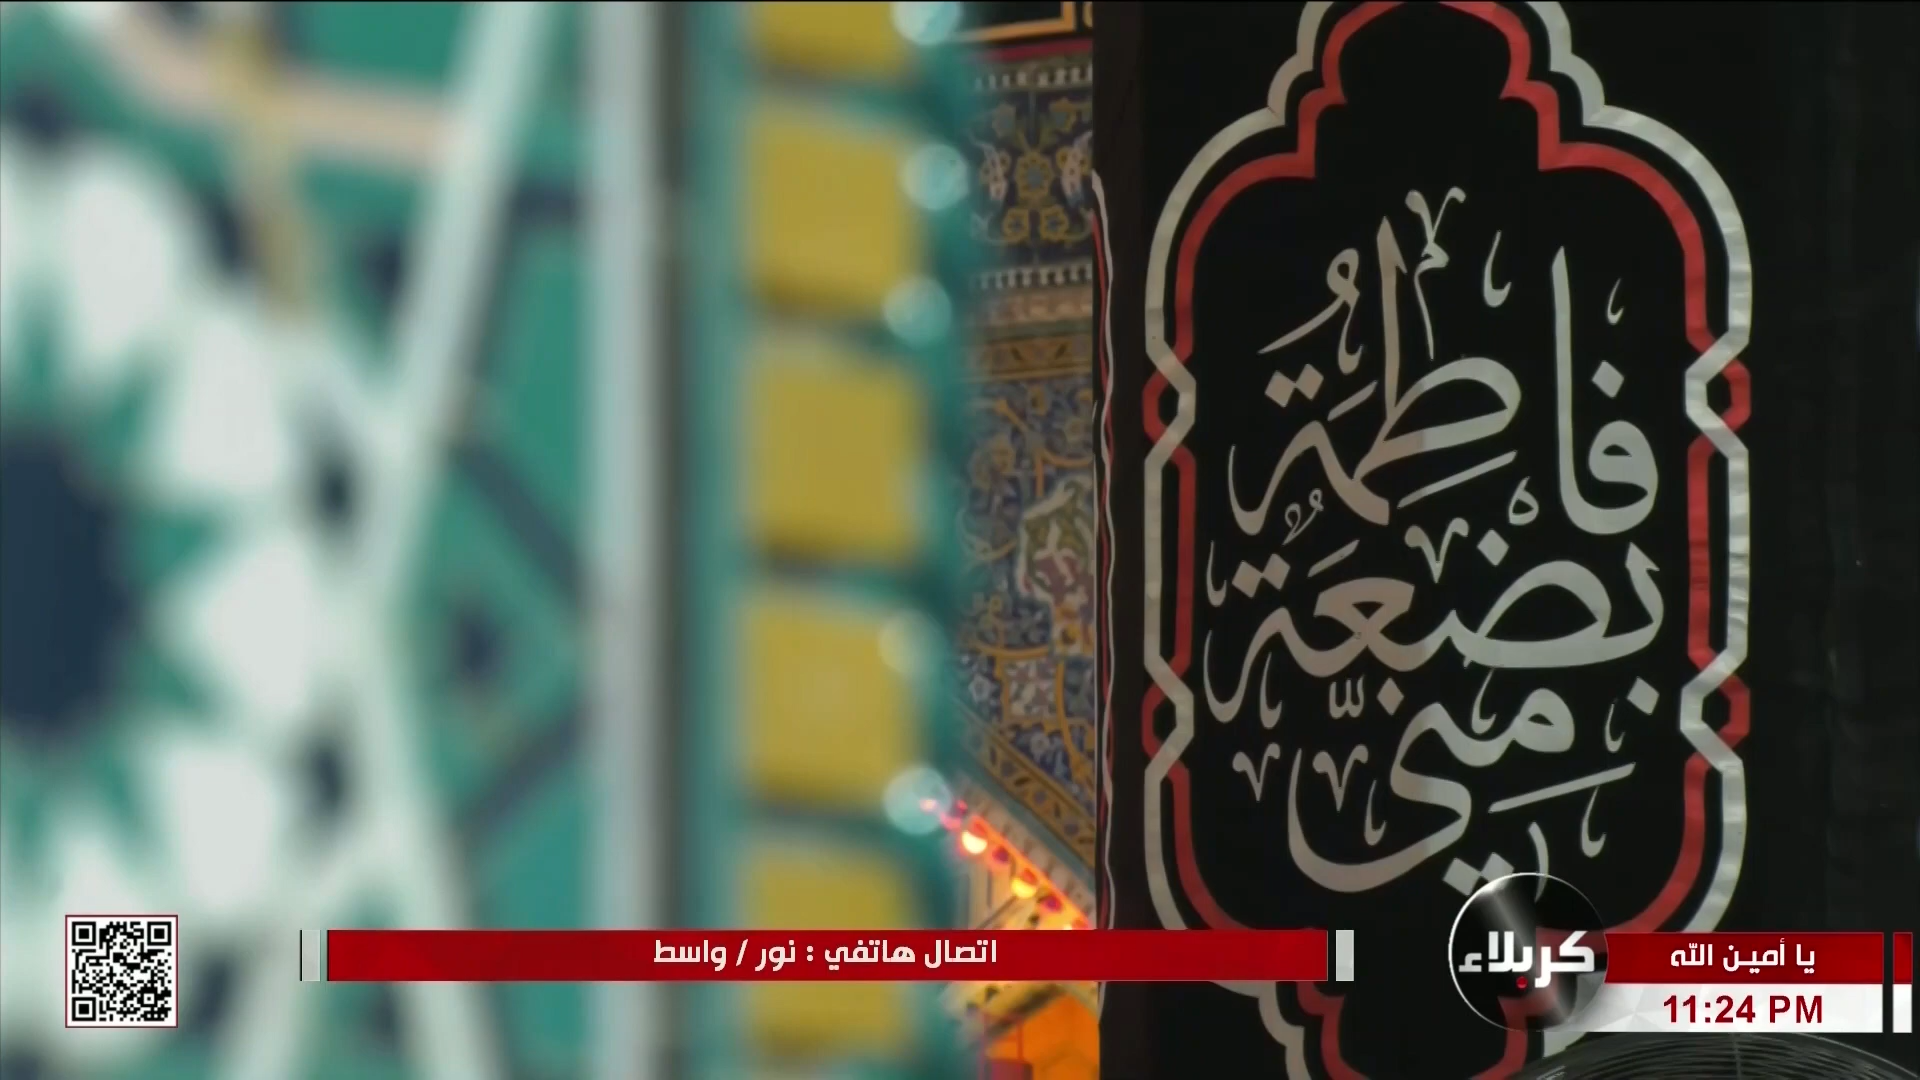 فاطمة
بضعة
مني
اتصال هاتفي : نور / واسط
كربلاء
يا أمين الله
11:24 PM